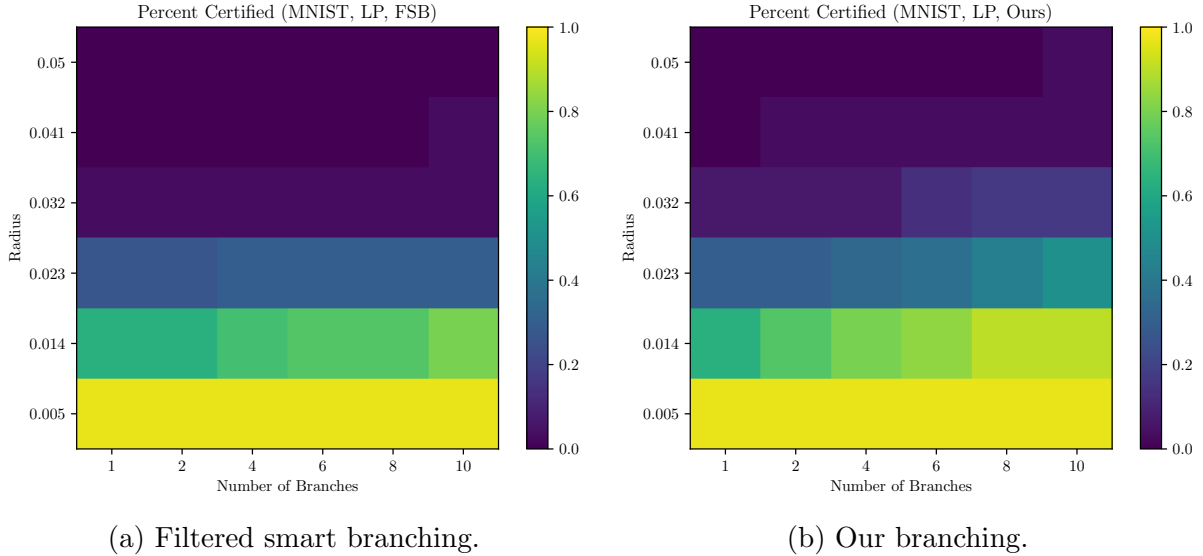 Percent Certified (MNIST, LP, FSB)
Radius
0.05
0.041
0.032
0.023
0.014
0.005
1 2 4 6 8 10
Number of Branches
1.0
0.8
0.6
0.4
0.2
0.0
(a) Filtered smart branching.
Percent Certified (MNIST, LP, Ours)
Radius
0.05
0.041
0.032
0.023
0.014
0.005
1 2 4 6 8 10
Number of Branches
1.0
0.8
0.6
0.4
0.2
0.0
(b) Our branching.